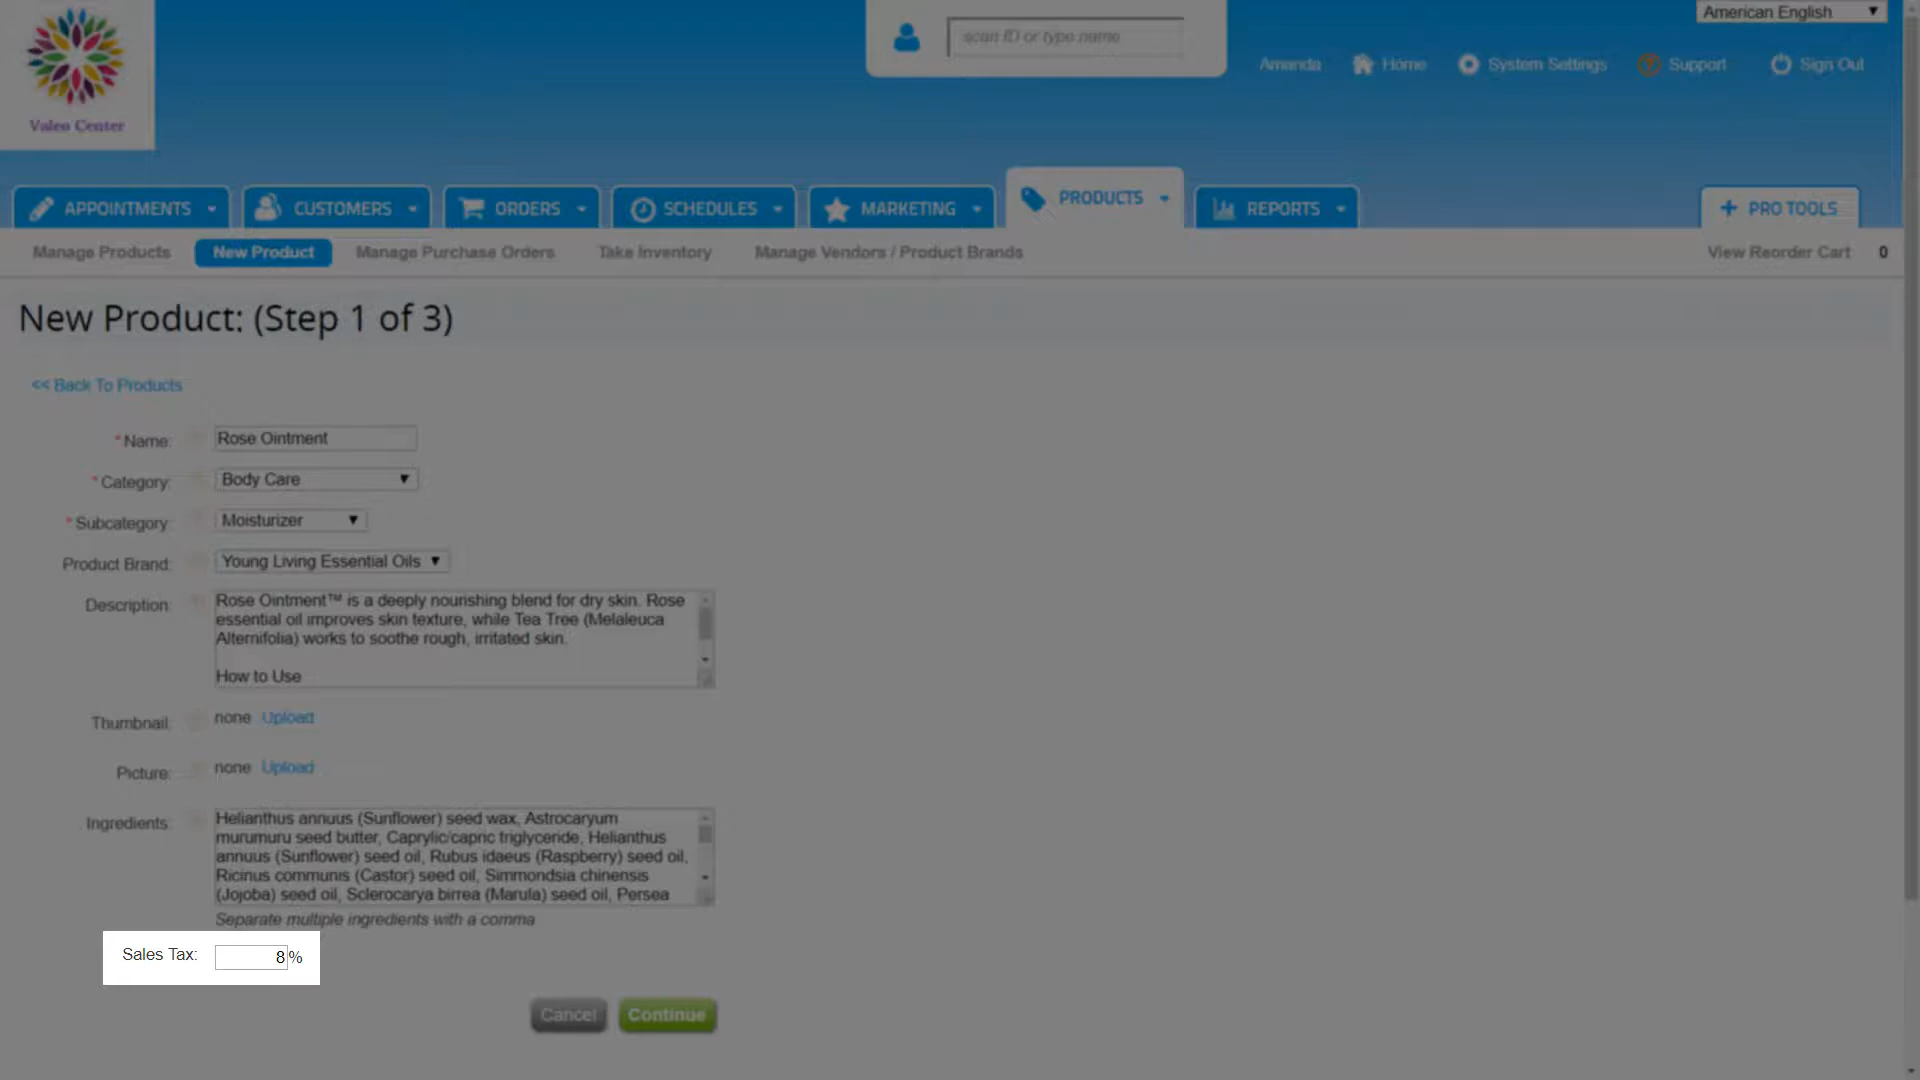 American English
scan ID or type name
Amanda Home System Settings Support Sign Out
Valeo Center
APPOINTMENTS CUSTOMERS ORDERS SCHEDULES MARKETING PRODUCTS REPORTS + PRO TOOLS
Manage Products New Product Manage Purchase Orders Take Inventory Manage Vendors / Product Brands View Reorder Cart 0
New Product: (Step 1 of 3)
<< Back To Products
*Name: Rose Ointment
*Category: Body Care
*Subcategory: Moisturizer
Product Brand: Young Living Essential Oils
Description: Rose Ointment™ is a deeply nourishing blend for dry skin. Rose
essential oil improves skin texture, while Tea Tree (Melaleuca
Alternifolia) works to soothe rough, irritated skin.
How to Use
Thumbnail: none Upload
Picture: none Upload
Ingredients: Helianthus annuus (Sunflower) seed wax, Astrocaryum
murumuru seed butter, Caprylic/capric triglyceride, Helianthus
annuus (Sunflower) seed oil, Rubus idaeus (Raspberry) seed oil,
Ricinus communis (Castor) seed oil, Simmondsia chinensis
(Jojoba) seed oil, Sclerocarya birrea (Marula) seed oil, Persea
Separate multiple ingredients with a comma
Sales Tax: 8%
Cancel Continue